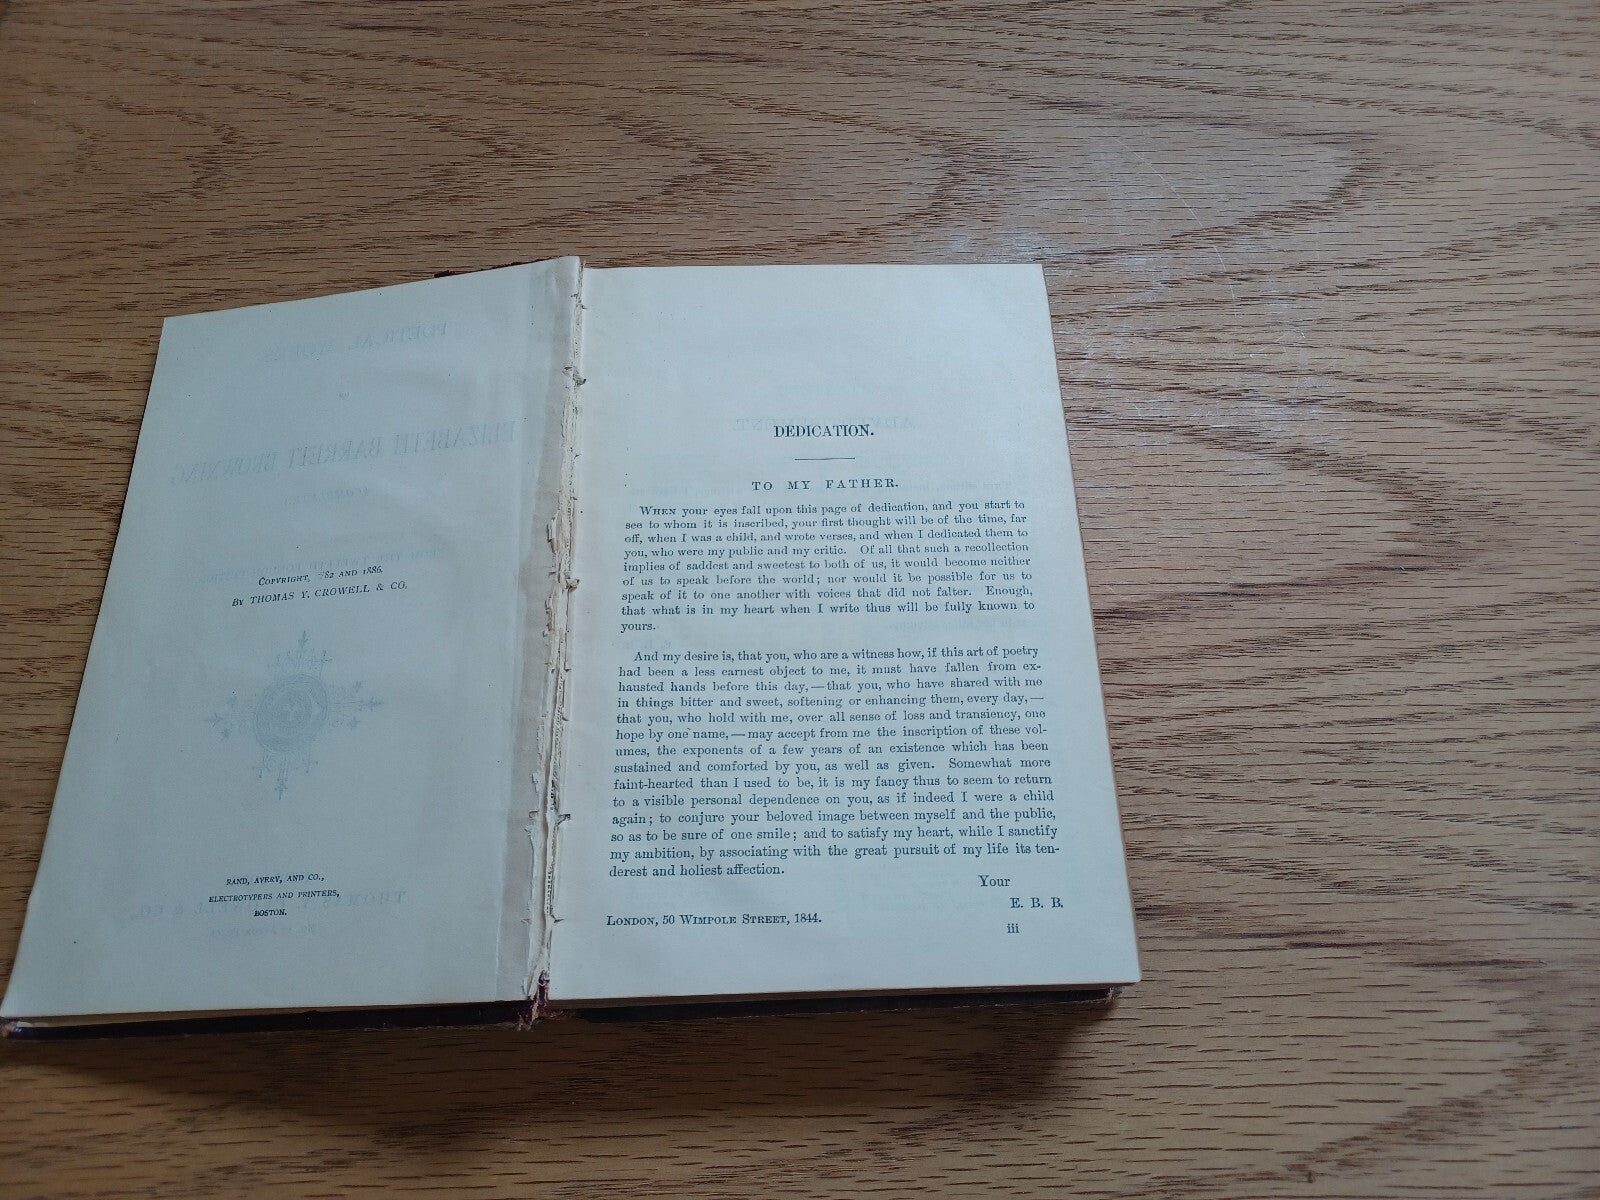 COPYRIGHT, 82 AND 1886,
BY THOMAS Y. CROWELL & CO.
RAND, AVERY, AND CO.,
ELECTROTYPERS AND PRINTERS,
BOSTON.
DEDICATION.
TO MY FATHER.
WHEN your eyes fall upon this page of dedication, and you start to
see to whom it is inscribed, your first thought will be of the time, far
off, when I was a child, and wrote verses, and when I dedicated them to
you, who were my public and my critic. Of all that such a recollection
implies of saddest and sweetest to both of us, it would become neither
of us to speak before the world; nor would it be possible for us to
speak of it to one another with voices that did not falter. Enough,
that what is in my heart when I write thus will be fully known to
yours.
And my desire is, that you, who are a witness how, if this art of poetry
had been a less earnest object to me, it must have fallen from ex-
hausted hands before this day,—that you, who have shared with me
in things bitter and sweet, softening or enhancing them, every day,—
that you, who hold with me, over all sense of loss and transiency, one
hope by one name,—may accept from me the inscription of these vol-
umes, the exponents of a few years of an existence which has been
sustained and comforted by you, as well as given. Somewhat more
faint-hearted than I used to be, it is my fancy thus to seem to return
to a visible personal dependence on you, as if indeed I were a child
again; to conjure your beloved image between myself and the public,
so as to be sure of one smile; and to satisfy my heart, while I sanctify
my ambition, by associating with the great pursuit of my life its ten-
derest and holiest affection.
Your
E. B. B.
LONDON, 50 WIMPOLE STREET, 1844.
iii